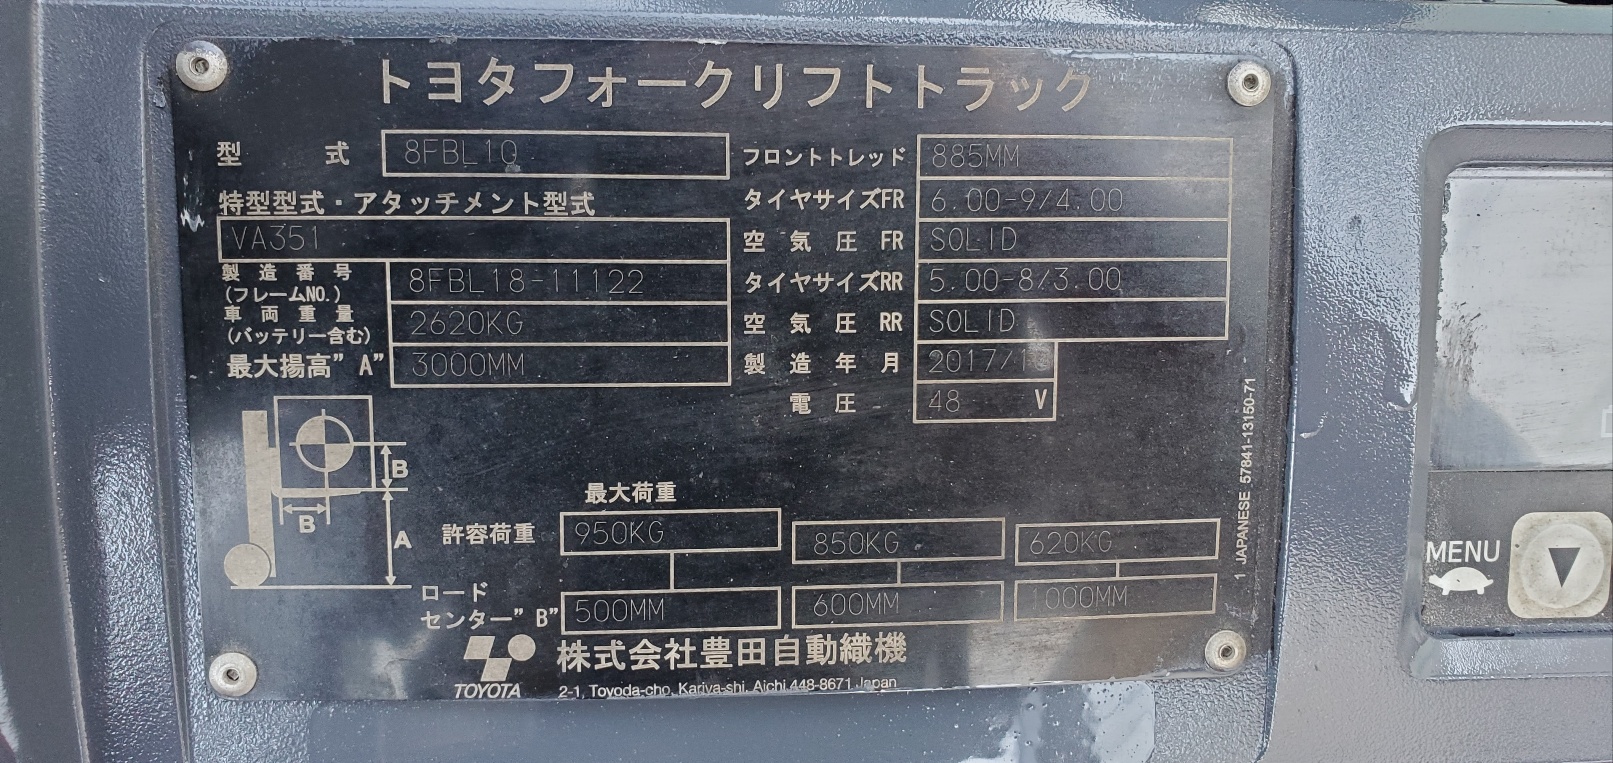 トヨタフォークリフトトラック
型 式 8FBL10
特型型式・アタッチメント型式
VA351
製造番号 (フレームNO.) 8FBL18-11122
車両重量 (バッテリー含む) 2620KG
最大揚高"A" 3000MM
フロントトレッド 885MM
タイヤサイズFR 6.00-9/4.00
空気圧 FR SOLID
タイヤサイズRR 5.00-8/3.00
空気圧 RR SOLID
製造年月
電圧 48 V
B
B
A
最大荷重
許容荷重 950KG 850KG 620KG
ロードセンター"B" 500MM 600MM 1000MM
TOYOTA
株式会社豊田自動織機
2-1, Toyoda-cho, Kariya-shi, Aichi 448-8671 Japan
1 JAPANESE 57841-13150-71
MENU